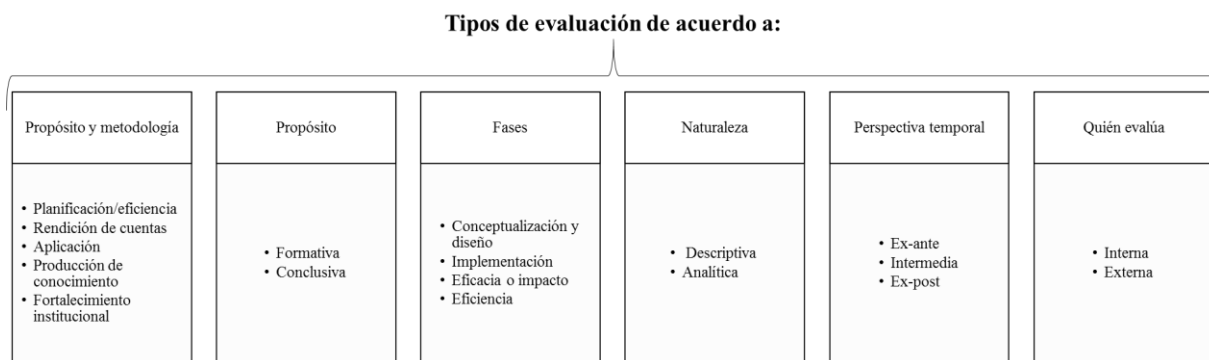 Tipos de evaluación de acuerdo a:
Propósito y metodología
• Planificación/eficiencia
• Rendición de cuentas
• Aplicación
• Producción de
conocimiento
• Fortalecimiento
institucional
Propósito
• Formativa
• Conclusiva
Fases
• Conceptualización y
diseño
• Implementación
• Eficacia o impacto
• Eficiencia
Naturaleza
• Descriptiva
• Analítica
Perspectiva temporal
• Ex-ante
• Intermedia
• Ex-post
Quién evalúa
• Interna
• Externa